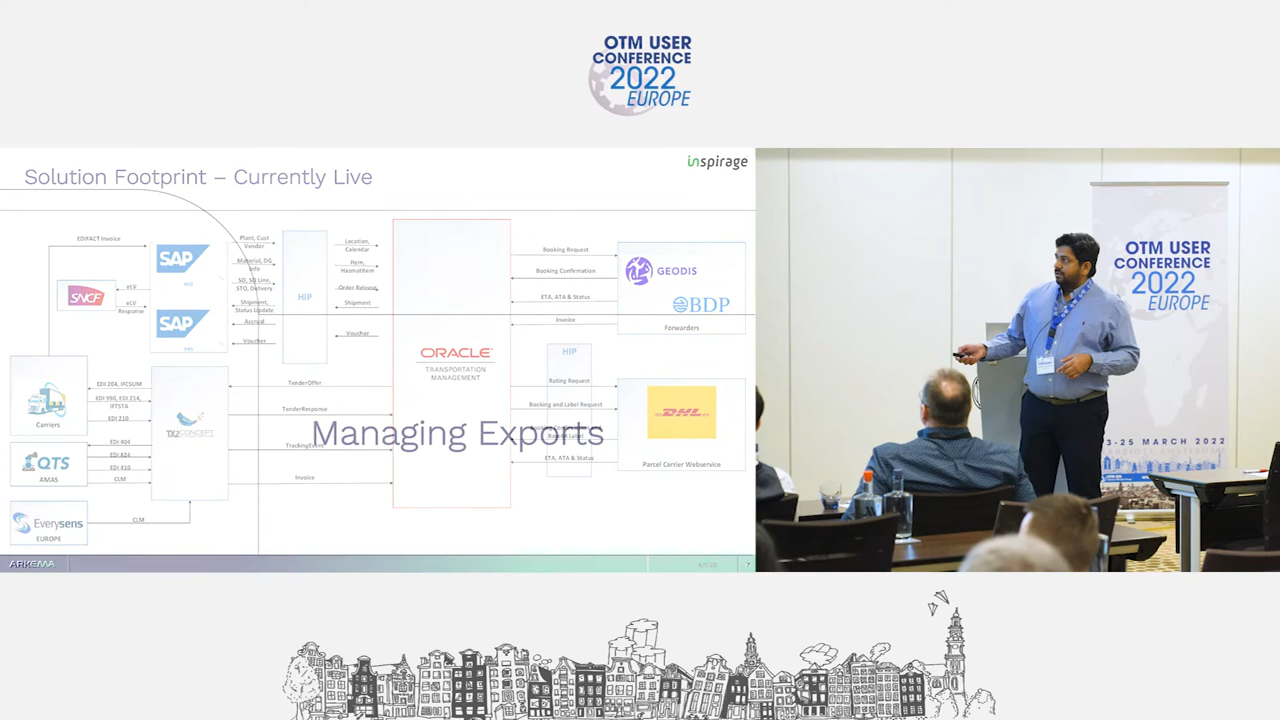 OTM USER
CONFERENCE
2022
EUROPE
Solution Footprint – Currently Live
inspirage
EDIFACT Invoice
SNCF
eLV
eLV
Response
SAP
SAP
Plant, Cust
Vendor
Material, DG
Info
SO, SO Line,
STO, Delivery
Shipment,
Status Update
Accrual
Voucher
HIP
Location,
Calendar
Item,
HazmatItem
Order Release
Shipment
Voucher
ORACLE
TRANSPORTATION
MANAGEMENT
Booking Request
Booking Confirmation
ETA, ATA & Status
Invoice
GEODIS
BDP
Forwarders
HIP
Rating Request
Booking and Label Request
ETA, ATA & Status
DHL
Parcel Carrier Webservice
Carriers
EDI 204, IFCSUM
EDI 990, EDI 214,
IFTSTA
EDI 210
QTS
AMAS
EDI 404
EDI 824
EDI 410
CLM
Everysens
EUROPE
CLM
TX2CONCEPT
TenderOffer
TenderResponse
TrackingEvent
Invoice
Managing Exports
ARKEMA
7
OTM USER
CONFERENCE
2022
EUROPE
3-25 MARCH 2022